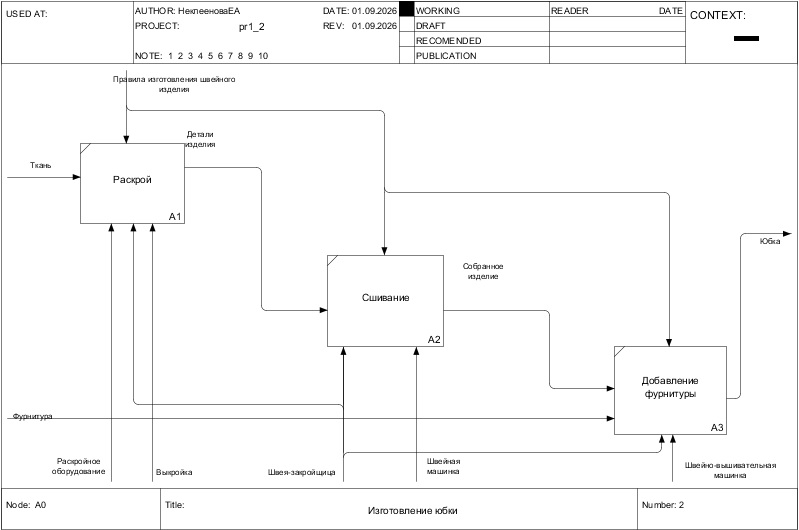 USED AT:
AUTHOR: НеклееноваЕА
DATE: 01.09.2026
WORKING
READER
DATE
CONTEXT:
PROJECT: pr1_2
REV: 01.09.2026
DRAFT
RECOMENDED
NOTE: 1 2 3 4 5 6 7 8 9 10
PUBLICATION
Правила изготовления швейного
изделия
Ткань
Раскрой
A1
Детали
изделия
Сшивание
A2
Собранное
изделие
Юбка
Добавление
фурнитуры
A3
Фурнитура
Раскройное
оборудование
Выкройка
Швея-закройщица
Швейная
машинка
Швейно-вышивательная
машинка
Node: A0
Title:
Изготовление юбки
Number: 2